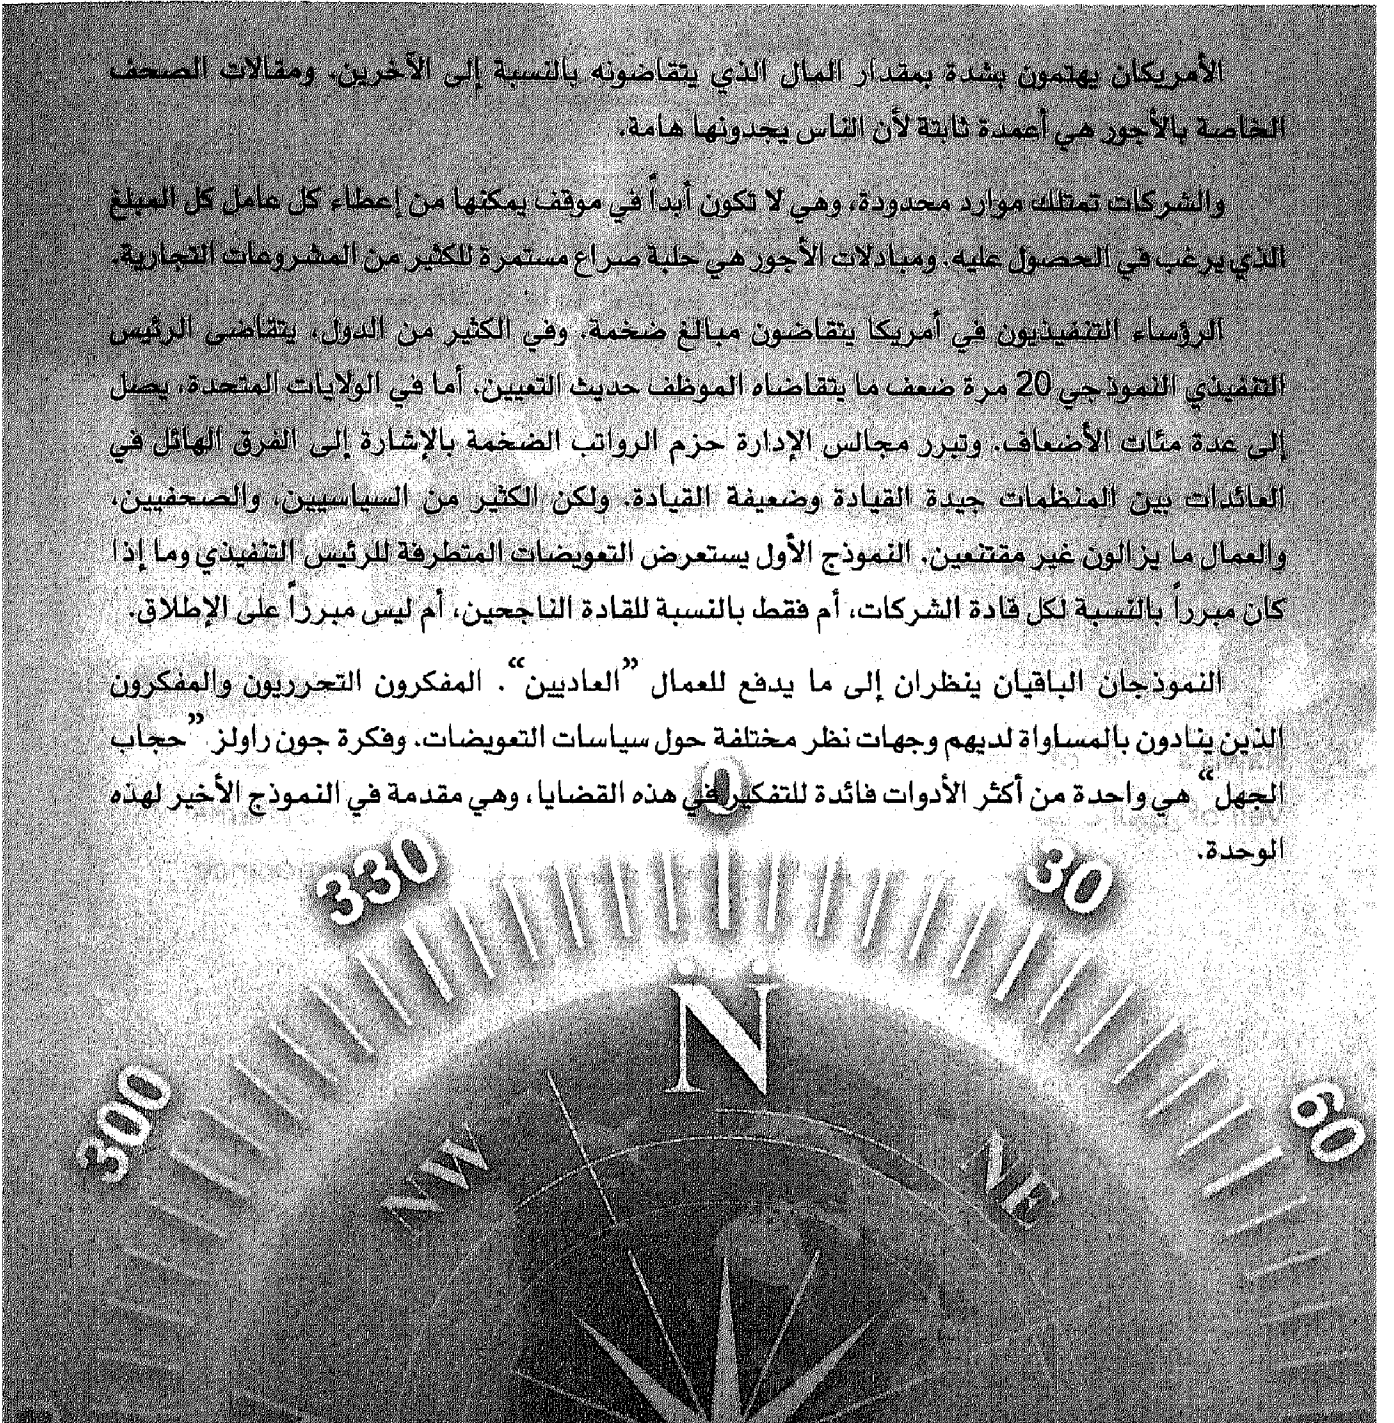 الأمريكان يهتمون بشدة بمقدار المال الذي يتقاضونه بالنسبة إلى الآخرين. ومقالات الصحف
الخاصة بالأجور هي أعمدة ثابتة لأن الناس يجدونها هامة.
والشركات تمتلك موارد محدودة، وهي لا تكون أبداً في موقف يمكنها من إعطاء كل عامل كل المبلغ
الذي يرغب في الحصول عليه. ومبادلات الأجور هي حلبة صراع مستمرة للكثير من المشروعات التجارية.
الرؤساء التنفيذيون في أمريكا يتقاضون مبالغ ضخمة. وفي الكثير من الدول، يتقاضى الرئيس
التنفيذي النموذجي 20 مرة ضعف ما يتقاضاه الموظف حديث التعيين. أما في الولايات المتحدة، يصل
إلى عدة مئات الأضعاف. وتبرر مجالس الإدارة حزم الرواتب الضخمة بالإشارة إلى الفرق الهائل في
العائدات بين المنظمات جيدة القيادة وضعيفة القيادة. ولكن الكثير من السياسيين، والصحفيين،
والعمال ما يزالون غير مقتنعين. النموذج الأول يستعرض التعويضات المتطرفة للرئيس التنفيذي وما إذا
كان مبرراً بالنسبة لكل قادة الشركات، أم فقط بالنسبة للقادة الناجحين، أم ليس مبرراً على الإطلاق.
النموذجان الباقيان ينظران إلى ما يدفع للعمال ”العاديين“. المفكرون التحرريون والمفكرون
الذين ينادون بالمساواة لديهم وجهات نظر مختلفة حول سياسات التعويضات. وفكرة جون راولز ”حجاب
الجهل“ هي واحدة من أكثر الأدوات فائدة للتفكير في هذه القضايا، وهي مقدمة في النموذج الأخير لهذه
الوحدة.
0
330
30
300
60
N
NW
NE